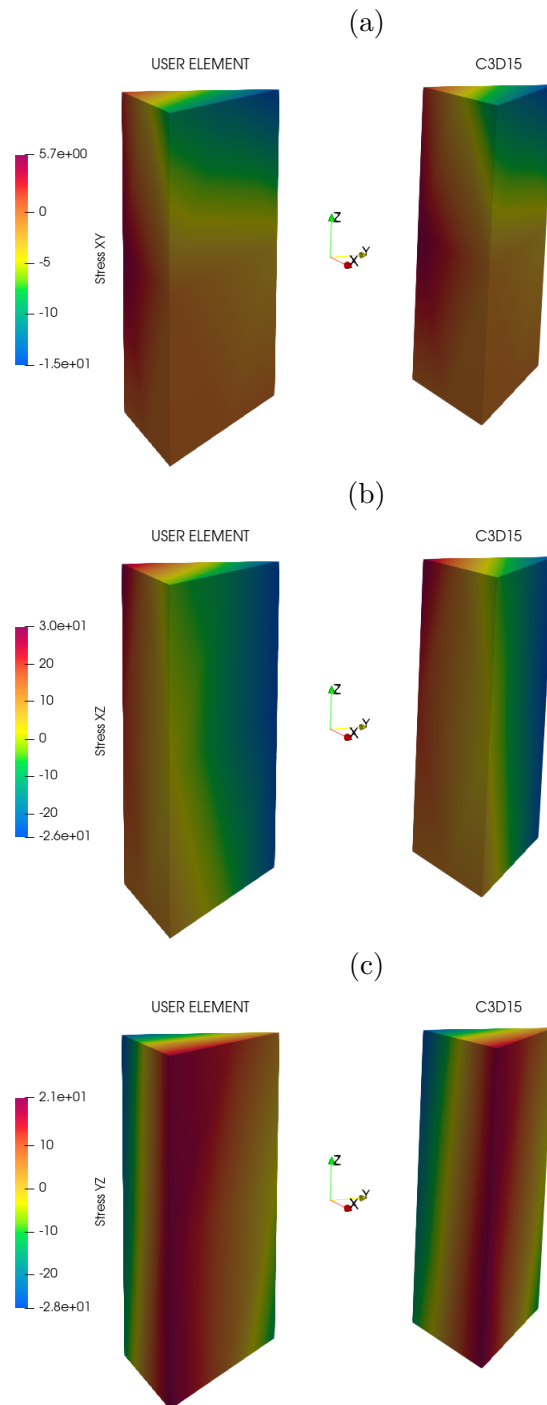 (a)
USER ELEMENT
C3D15
5.7e+00
0
-5
-10
-1.5e+01
Stress XY
Z
Y
X
(b)
USER ELEMENT
C3D15
3.0e+01
20
10
0
-10
-20
-2.6e+01
Stress XZ
Z
Y
X
(c)
USER ELEMENT
C3D15
2.1e+01
10
0
-10
-20
-2.8e+01
Stress YZ
Z
Y
X